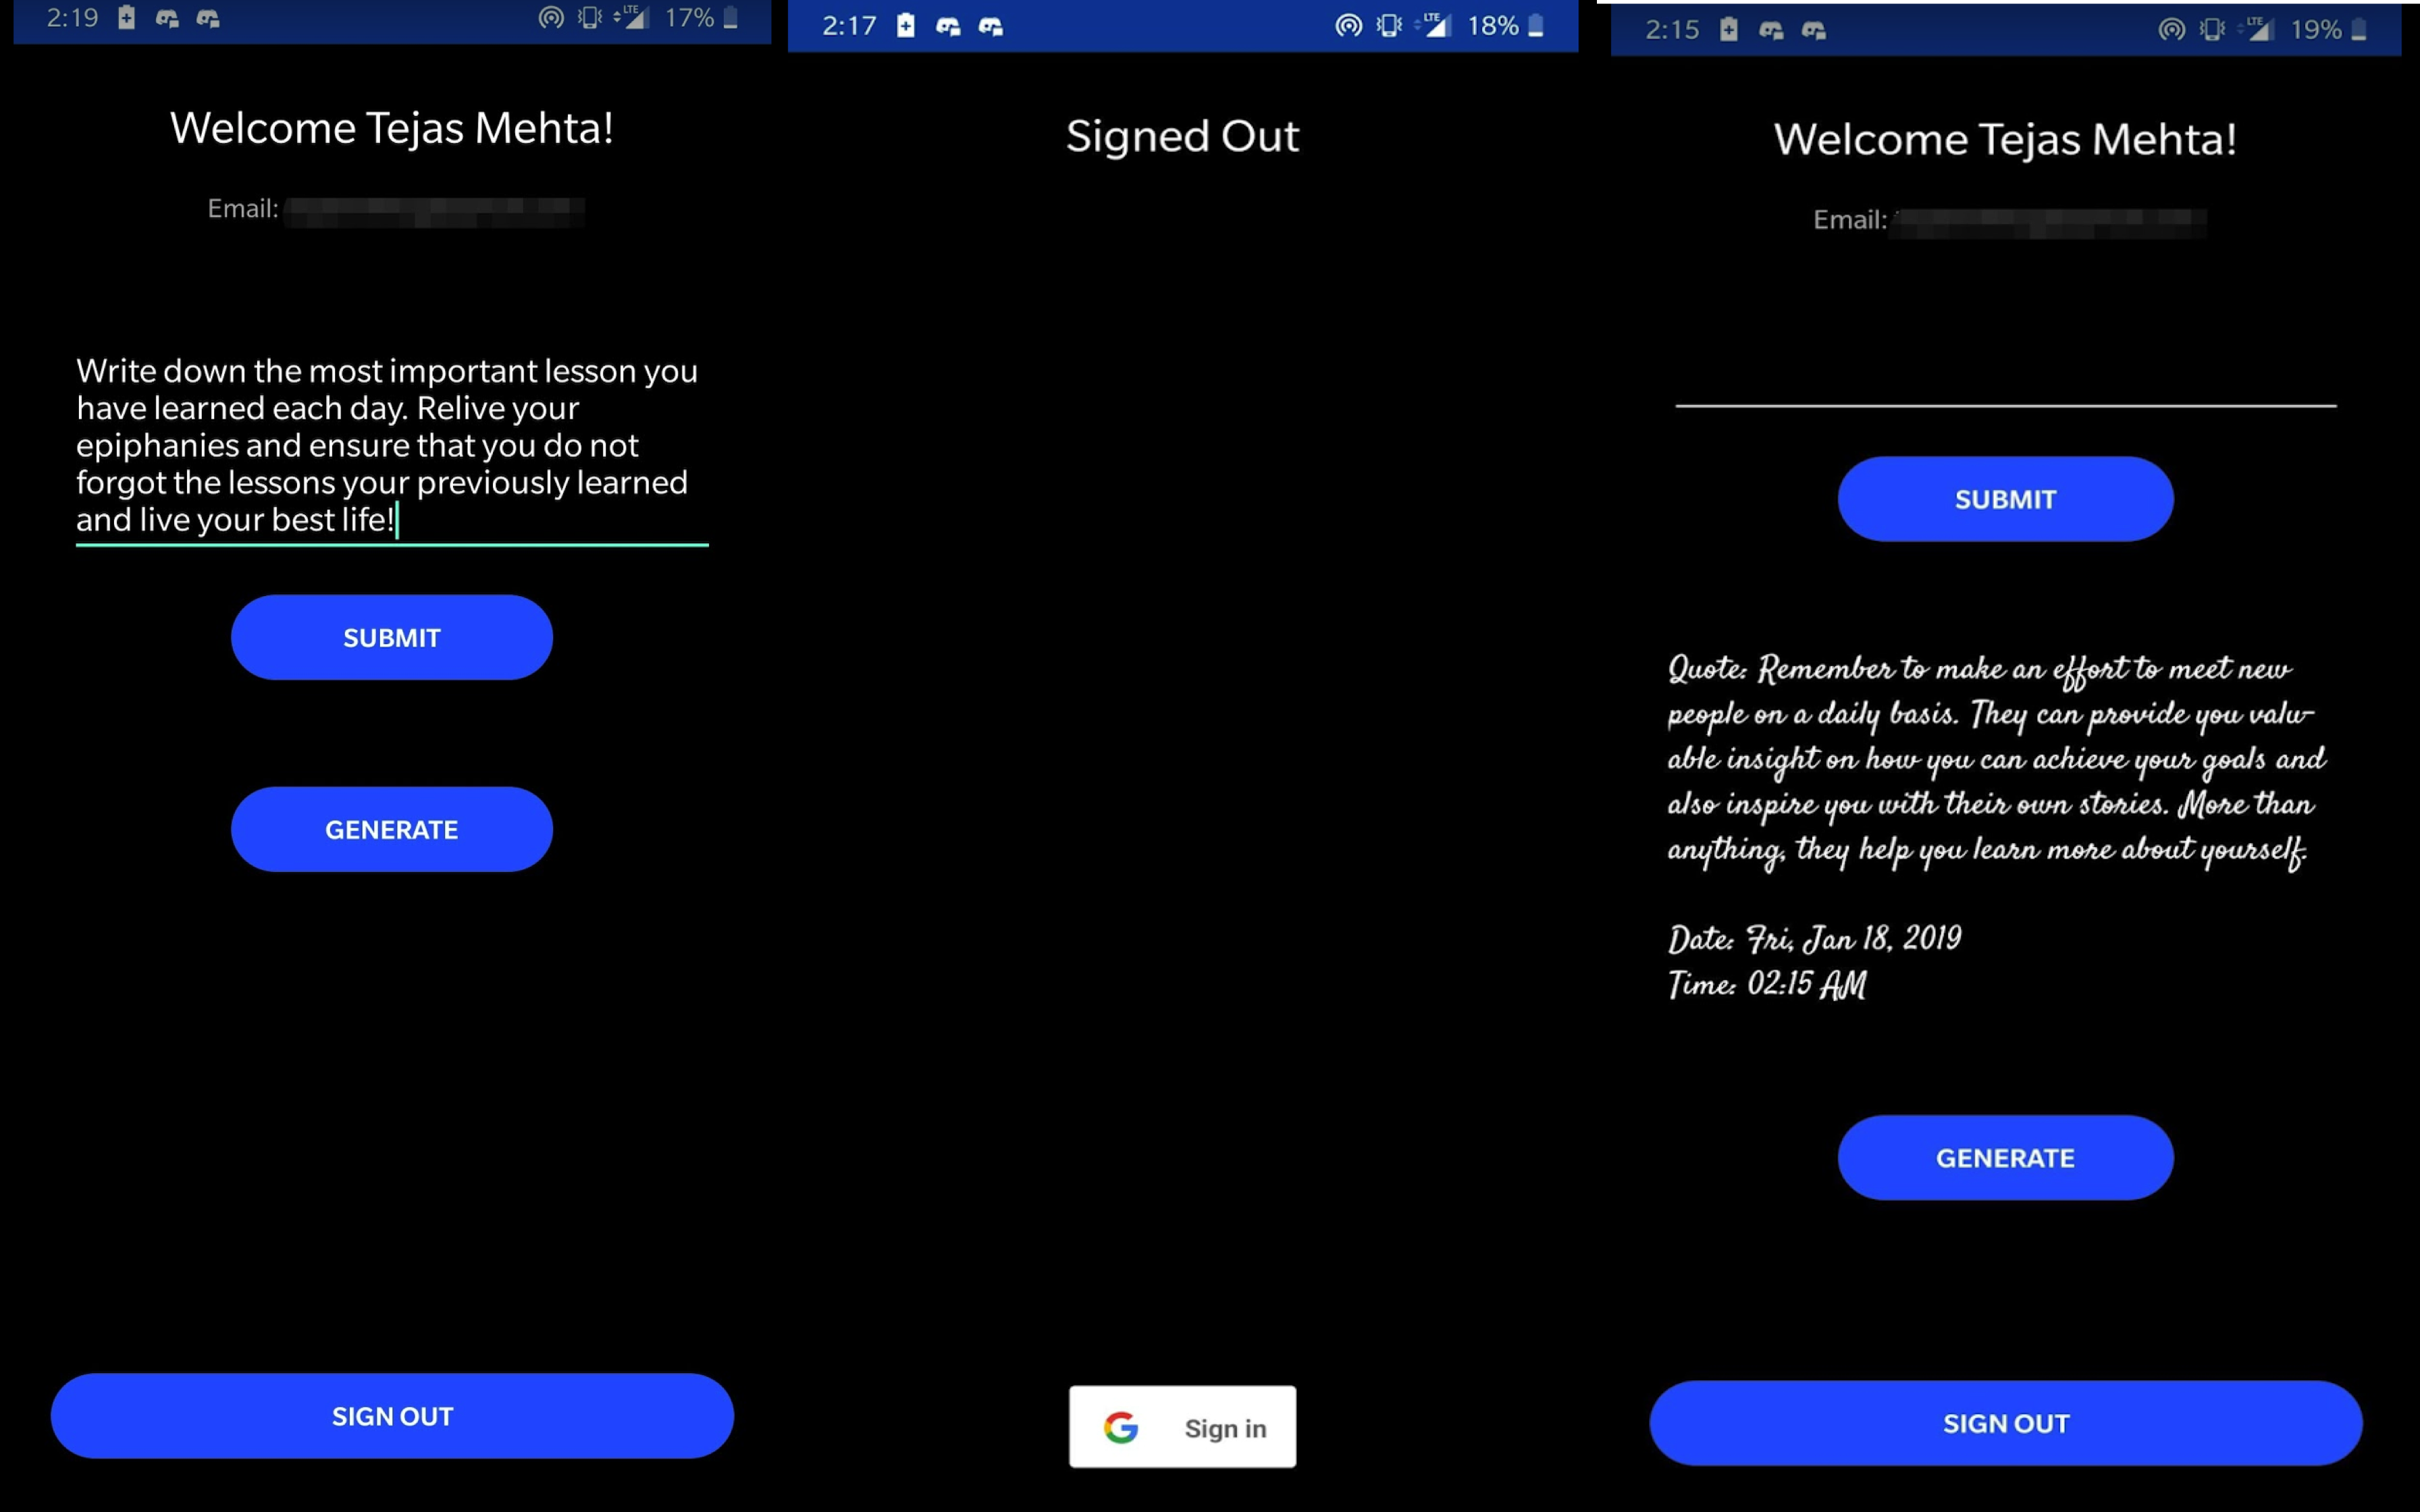 2:19 LTE 17%
Welcome Tejas Mehta!
Email:
Write down the most important lesson you
have learned each day. Relive your
epiphanies and ensure that you do not
forgot the lessons your previously learned
and live your best life!
SUBMIT
GENERATE
SIGN OUT
2:17 LTE 18%
Signed Out
Sign in
2:15 LTE 19%
Welcome Tejas Mehta!
Email:
SUBMIT
Quote: Remember to make an effort to meet new
people on a daily basis. They can provide you valu-
able insight on how you can achieve your goals and
also inspire you with their own stories. More than
anything, they help you learn more about yourself.
Date: Fri, Jan 18, 2019
Time: 02:15 AM
GENERATE
SIGN OUT